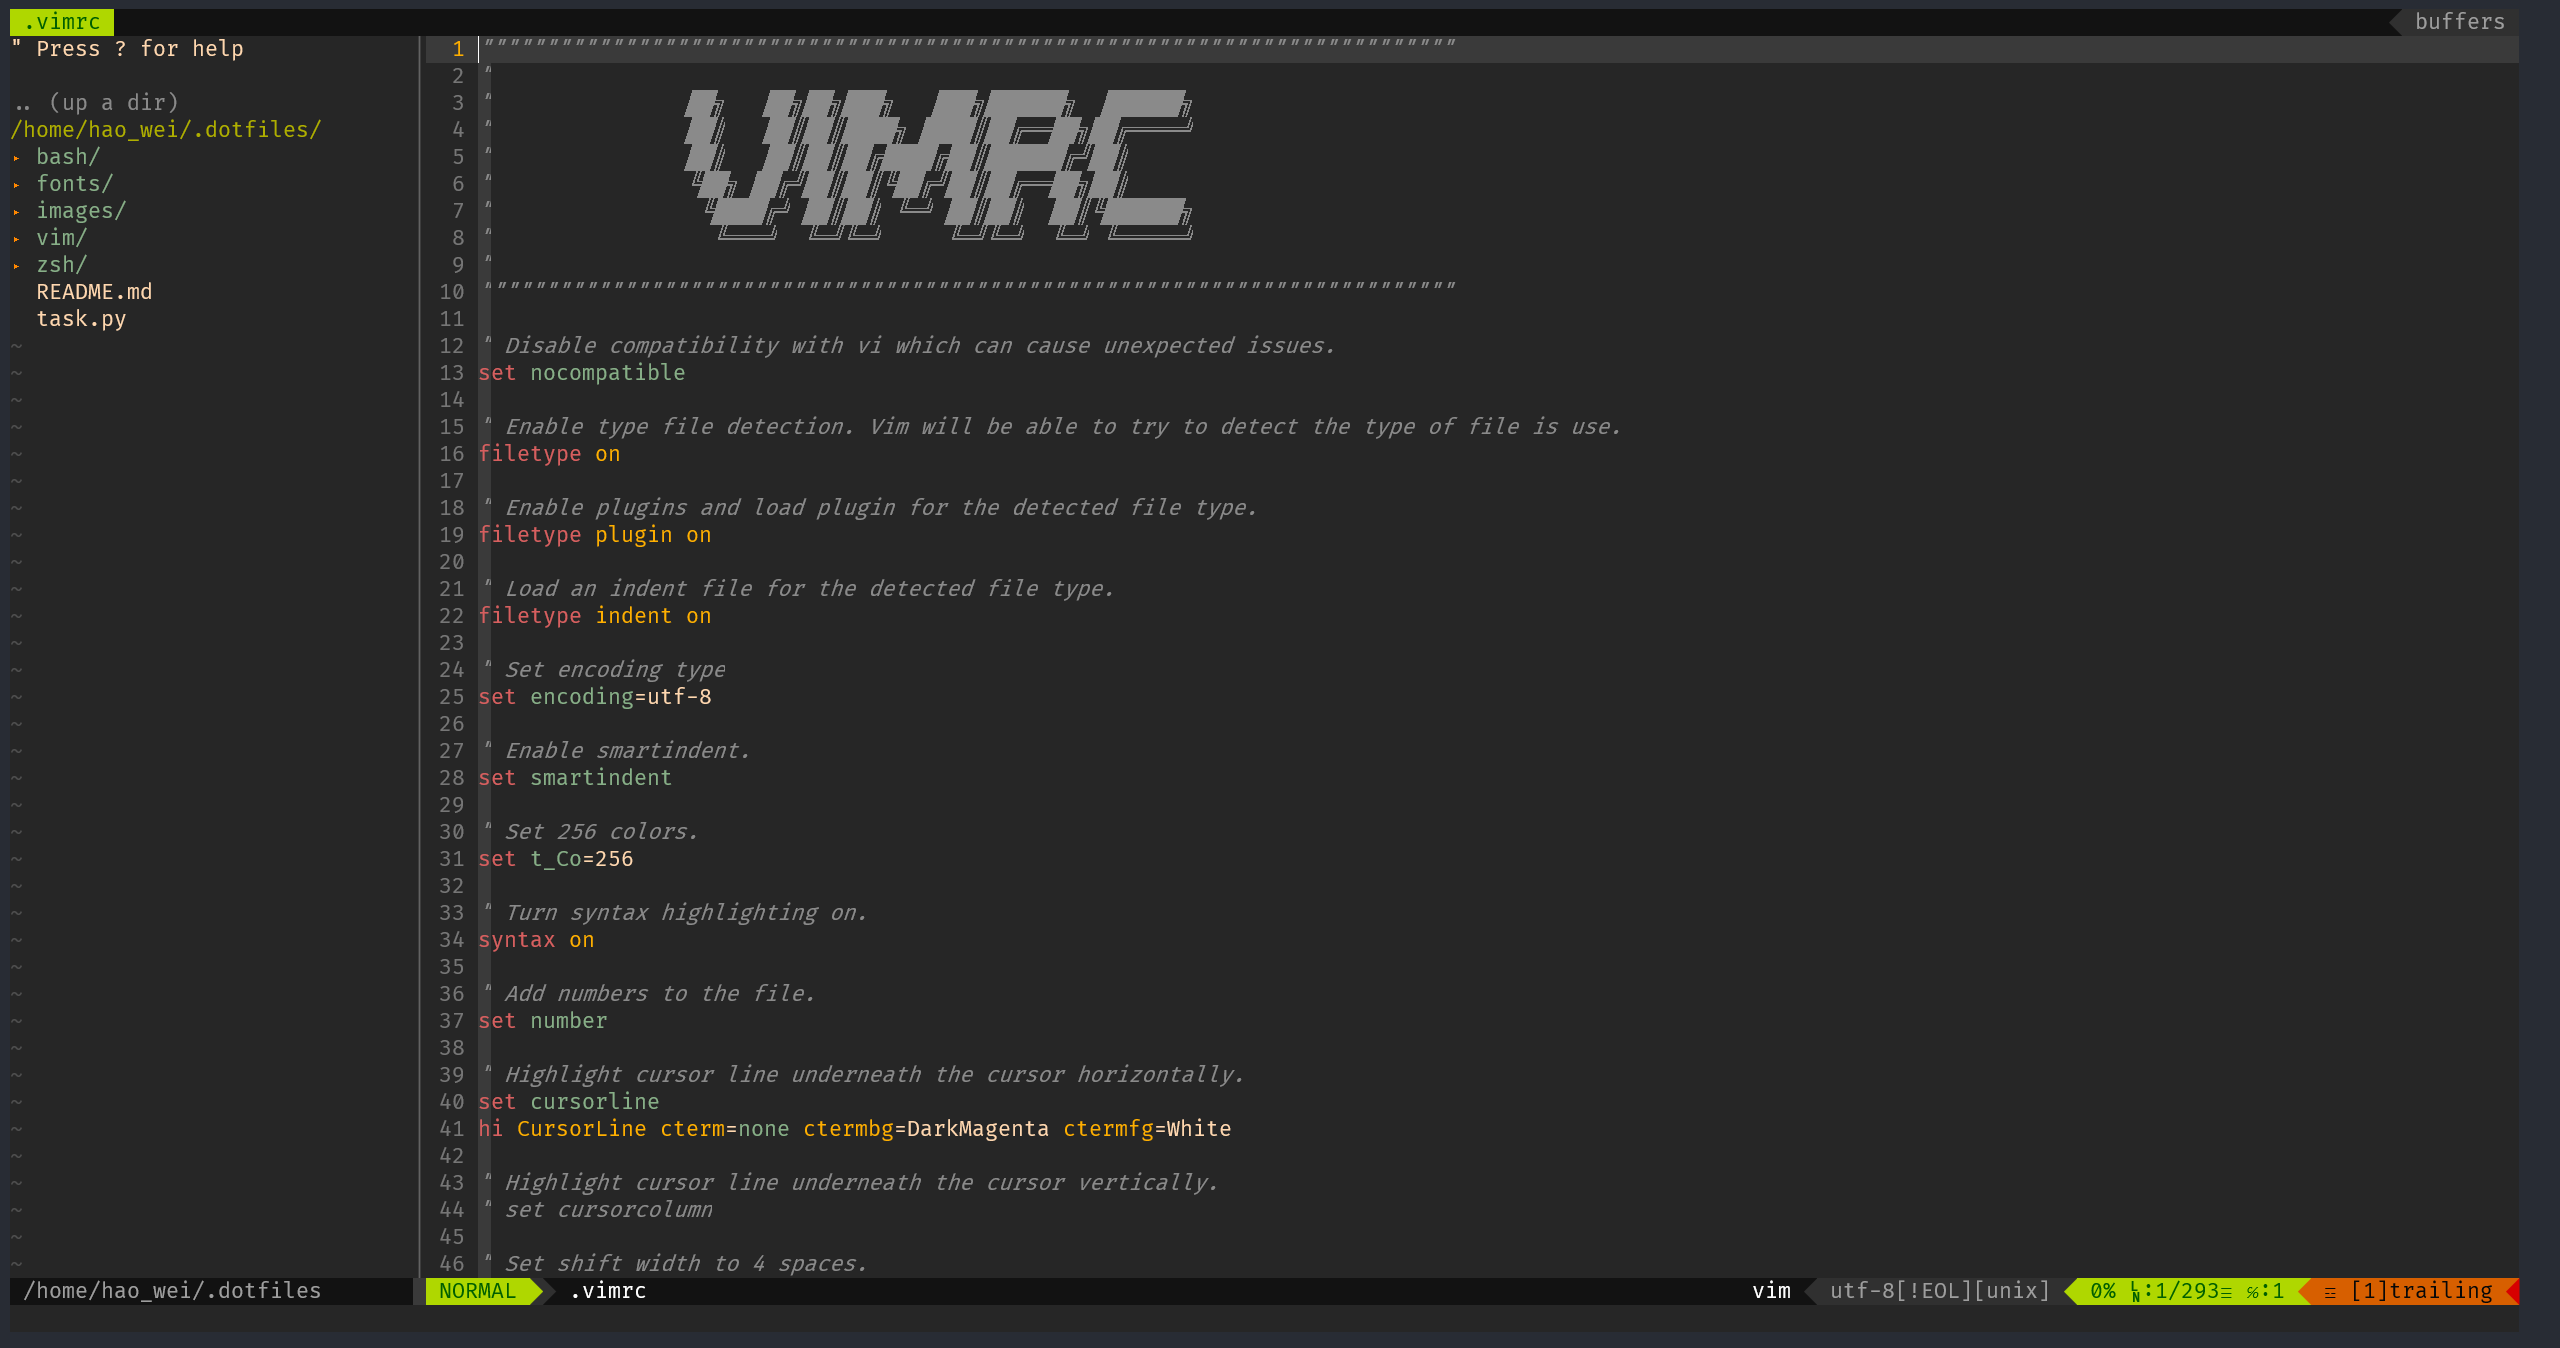 .vimrc
buffers
" Press ? for help
.. (up a dir)
/home/hao_wei/.dotfiles/
▸ bash/
▸ fonts/
▸ images/
▸ vim/
▸ zsh/
README.md
task.py
1 """""""""""""""""""""""""""""""""""""""""""""""""""""""""""""""""""""""""""
2 "
3 "
4 "
5 " VIMRC
6 "
7 "
8 "
9 "
10 """""""""""""""""""""""""""""""""""""""""""""""""""""""""""""""""""""""""""
11
12 " Disable compatibility with vi which can cause unexpected issues.
13 set nocompatible
14
15 " Enable type file detection. Vim will be able to try to detect the type of file is use.
16 filetype on
17
18 " Enable plugins and load plugin for the detected file type.
19 filetype plugin on
20
21 " Load an indent file for the detected file type.
22 filetype indent on
23
24 " Set encoding type
25 set encoding=utf-8
26
27 " Enable smartindent.
28 set smartindent
29
30 " Set 256 colors.
31 set t_Co=256
32
33 " Turn syntax highlighting on.
34 syntax on
35
36 " Add numbers to the file.
37 set number
38
39 " Highlight cursor line underneath the cursor horizontally.
40 set cursorline
41 hi CursorLine cterm=none ctermbg=DarkMagenta ctermfg=White
42
43 " Highlight cursor line underneath the cursor vertically.
44 " set cursorcolumn
45
46 " Set shift width to 4 spaces.
/home/hao_wei/.dotfiles
NORMAL .vimrc vim utf-8[!EOL][unix] 0% ␤:1/293☰ ℅:1 ☲ [1]trailing